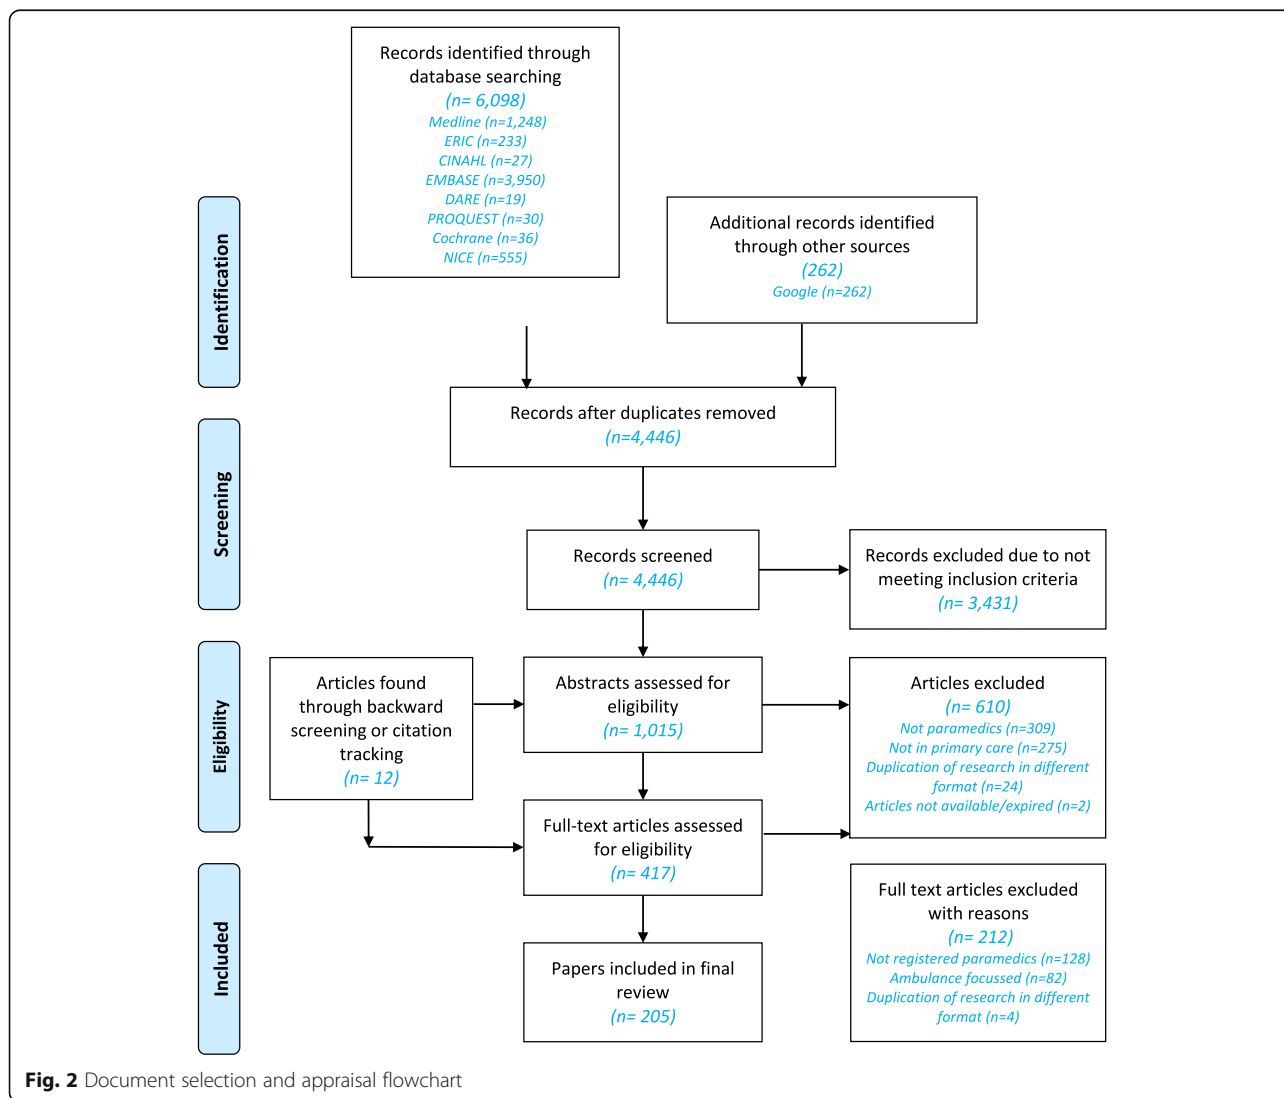 Records identified through
database searching
(n= 6,098)
Medline (n=1,248)
ERIC (n=233)
CINAHL (n=27)
EMBASE (n=3,950)
DARE (n=19)
PROQUEST (n=30)
Cochrane (n=36)
NICE (n=555)
Additional records identified
through other sources
(262)
Google (n=262)
Identification
Records after duplicates removed
(n=4,446)
Screening
Records screened
(n= 4,446)
Records excluded due to not
meeting inclusion criteria
(n= 3,431)
Eligibility
Articles found
through backward
screening or citation
tracking
(n= 12)
Abstracts assessed for
eligibility
(n= 1,015)
Articles excluded
(n= 610)
Not paramedics (n=309)
Not in primary care (n=275)
Duplication of research in different
format (n=24)
Articles not available/expired (n=2)
Full-text articles assessed
for eligibility
(n= 417)
Included
Full text articles excluded
with reasons
(n= 212)
Not registered paramedics (n=128)
Ambulance focussed (n=82)
Duplication of research in different
format (n=4)
Papers included in final
review
(n= 205)
Fig. 2 Document selection and appraisal flowchart